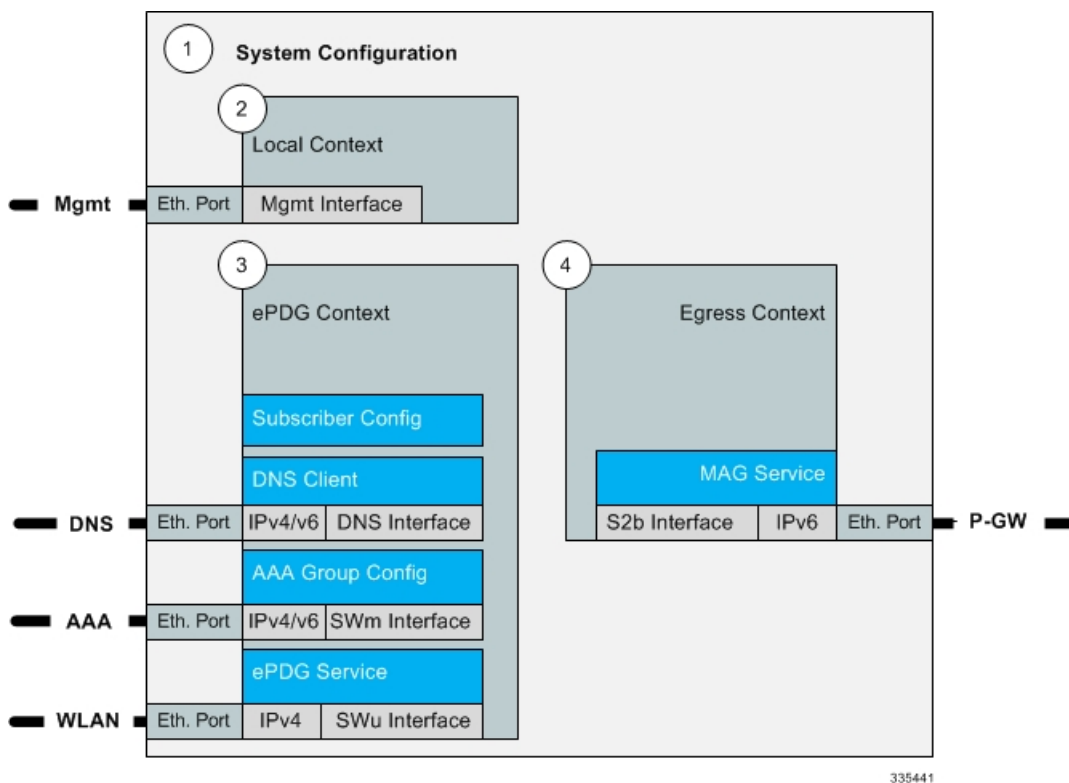 1 System Configuration
2
Local Context
Mgmt Eth. Port Mgmt Interface
3
ePDG Context
Subscriber Config
DNS Client
DNS Eth. Port IPv4/v6 DNS Interface
AAA Group Config
AAA Eth. Port IPv4/v6 SWm Interface
ePDG Service
WLAN Eth. Port IPv4 SWu Interface
4
Egress Context
MAG Service
S2b Interface IPv6 Eth. Port P-GW
335441